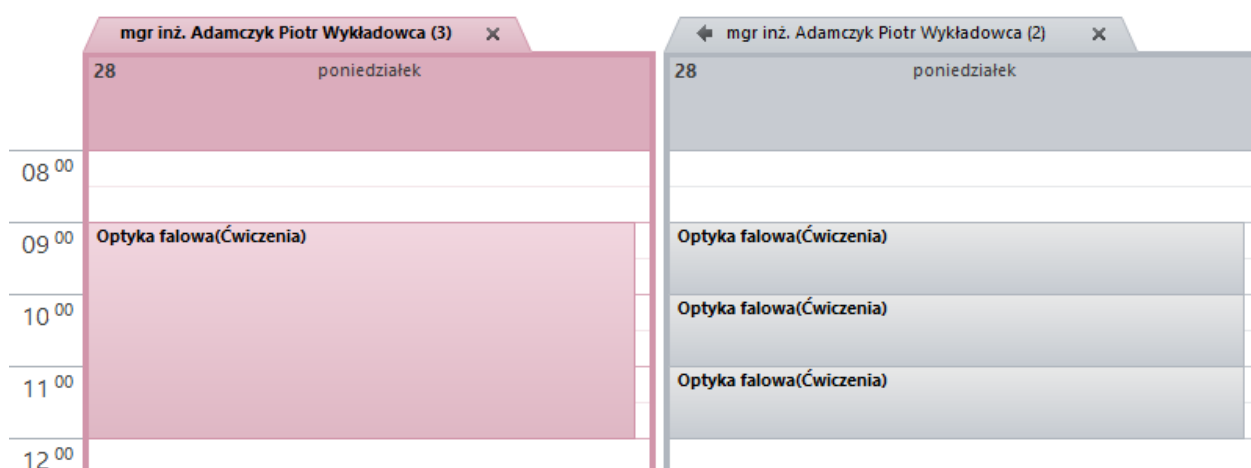 mgr inż. Adamczyk Piotr Wykładowca (3)
mgr inż. Adamczyk Piotr Wykładowca (2)
28 poniedziałek
28 poniedziałek
08 00
09 00
Optyka falowa(Ćwiczenia)
Optyka falowa(Ćwiczenia)
10 00
Optyka falowa(Ćwiczenia)
11 00
Optyka falowa(Ćwiczenia)
12 00